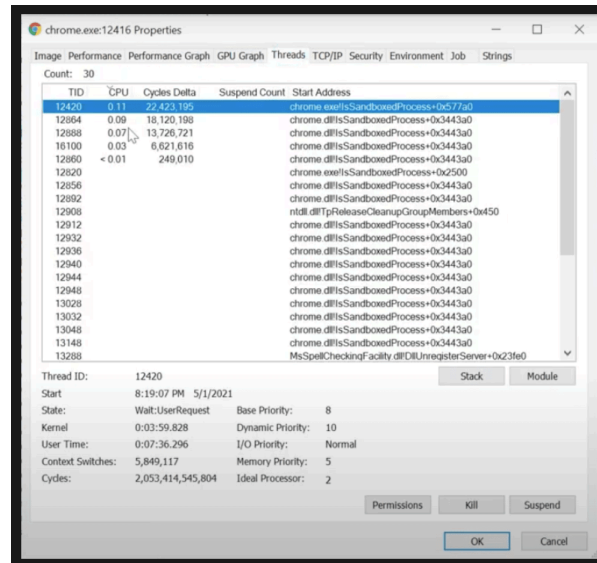 chrome.exe:12416 Properties
Image Performance Performance Graph GPU Graph Threads TCP/IP Security Environment Job Strings
Count: 30
TID CPU Cycles Delta Suspend Count Start Address
12420 0.11 22,423,195 chrome.exe!IsSandboxedProcess+0x577a0
12864 0.09 18,120,198 chrome.dll!IsSandboxedProcess+0x3443a0
12888 0.07 13,726,721 chrome.dll!IsSandboxedProcess+0x3443a0
16100 0.03 6,621,616 chrome.dll!IsSandboxedProcess+0x3443a0
12860 < 0.01 249,010 chrome.dll!IsSandboxedProcess+0x3443a0
12820 chrome.exe!IsSandboxedProcess+0x2500
12856 chrome.dll!IsSandboxedProcess+0x3443a0
12892 chrome.dll!IsSandboxedProcess+0x3443a0
12908 ntdll.dll!TpReleaseCleanupGroupMembers+0x450
12912 chrome.dll!IsSandboxedProcess+0x3443a0
12932 chrome.dll!IsSandboxedProcess+0x3443a0
12936 chrome.dll!IsSandboxedProcess+0x3443a0
12940 chrome.dll!IsSandboxedProcess+0x3443a0
12944 chrome.dll!IsSandboxedProcess+0x3443a0
12948 chrome.dll!IsSandboxedProcess+0x3443a0
13028 chrome.dll!IsSandboxedProcess+0x3443a0
13032 chrome.dll!IsSandboxedProcess+0x3443a0
13048 chrome.dll!IsSandboxedProcess+0x3443a0
13148 chrome.dll!IsSandboxedProcess+0x3443a0
13288 MsSpellCheckingFacility.dll!DllUnregisterServer+0x23fe0
Thread ID: 12420 Stack Module
Start 8:19:07 PM 5/1/2021
State: Wait:UserRequest Base Priority: 8
Kernel 0:03:59.828 Dynamic Priority: 10
User Time: 0:07:36.296 I/O Priority: Normal
Context Switches: 5,849,117 Memory Priority: 5
Cycles: 2,053,414,545,804 Ideal Processor: 2
Permissions Kill Suspend
OK Cancel